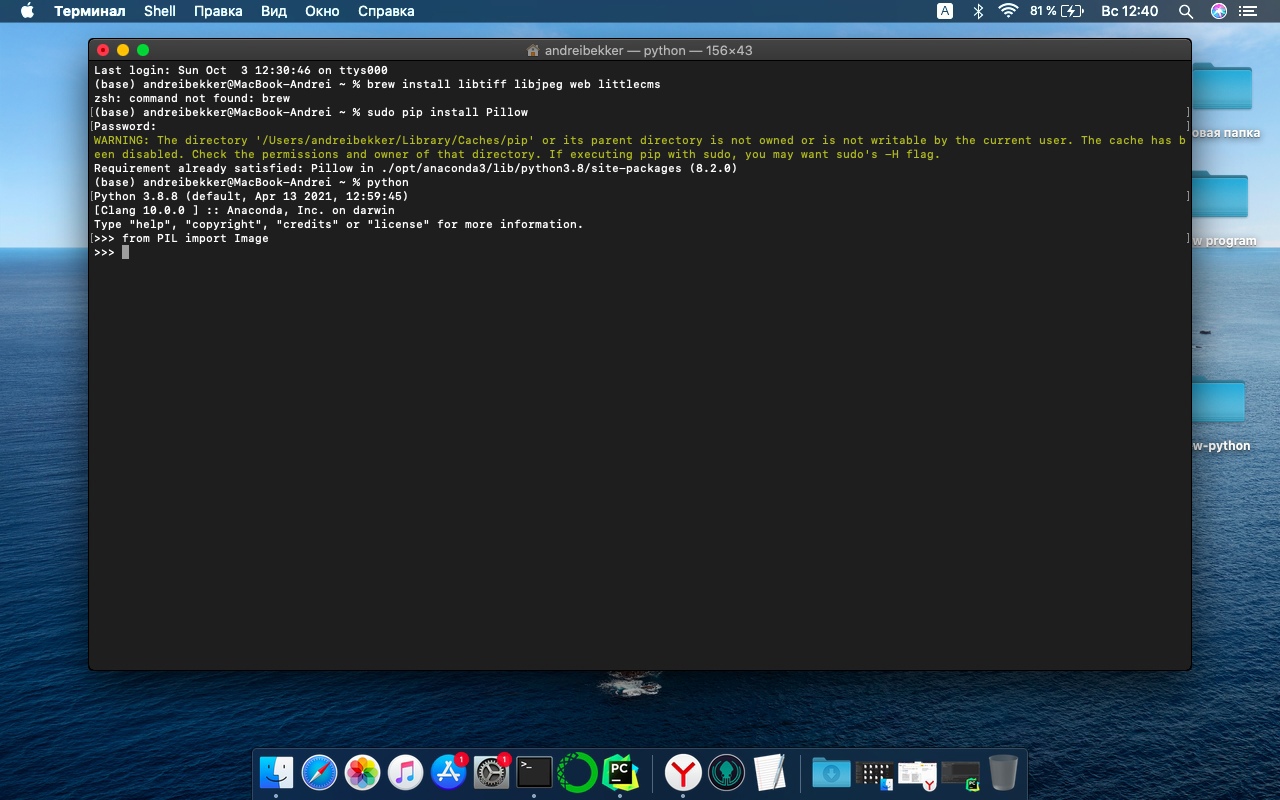 Терминал Shell Правка Вид Окно Справка A 81 % Вс 12:40
andreibekker — python — 156×43
Last login: Sun Oct  3 12:30:46 on ttys000
(base) andreibekker@MacBook-Andrei ~ % brew install libtiff libjpeg web littlecms
zsh: command not found: brew
[(base) andreibekker@MacBook-Andrei ~ % sudo pip install Pillow ]
[Password: ]
WARNING: The directory '/Users/andreibekker/Library/Caches/pip' or its parent directory is not owned or is not writable by the current user. The cache has b
een disabled. Check the permissions and owner of that directory. If executing pip with sudo, you may want sudo's -H flag.
Requirement already satisfied: Pillow in ./opt/anaconda3/lib/python3.8/site-packages (8.2.0)
(base) andreibekker@MacBook-Andrei ~ % python
[Python 3.8.8 (default, Apr 13 2021, 12:59:45) ]
[Clang 10.0.0 ] :: Anaconda, Inc. on darwin
Type "help", "copyright", "credits" or "license" for more information.
[>>> from PIL import Image ]
>>>
овая папка
w program
w-python
1
1
>_
PC